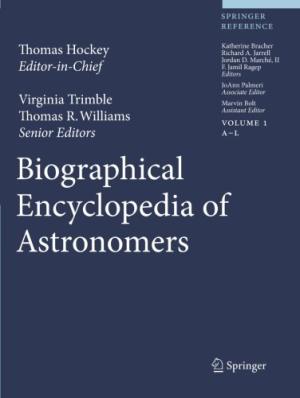 SPRINGER
REFERENCE
Thomas Hockey
Editor-in-Chief
Virginia Trimble
Thomas R. Williams
Senior Editors
Katherine Bracher
Richard A. Jarrell
Jordan D. Marché, II
F. Jamil Ragep
Editors
JoAnn Palmeri
Associate Editor
Marvin Bolt
Assistant Editor
VOLUME 1
A–L
Biographical
Encyclopedia of
Astronomers
Springer